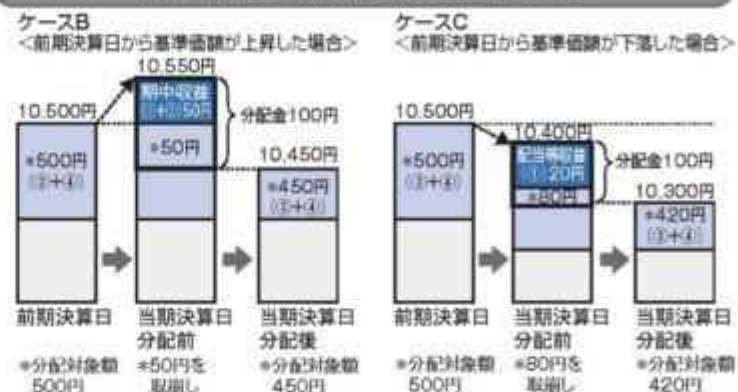 ケースB
<前期決算日から基準価額が上昇した場合>
10,550円
期中収益
(①+②)50円
10,500円
分配金100円
*500円
(③+④)
*50円
10,450円
*450円
(③+④)
前期決算日
当期決算日
分配前
当期決算日
分配後
*分配対象額
500円
*50円を
取崩し
*分配対象額
450円
ケースC
<前期決算日から基準価額が下落した場合>
10,500円
10,400円
*500円
(③+④)
配当等収益
① 20円
分配金100円
*80円
10,300円
*420円
(③+④)
前期決算日
当期決算日
分配前
当期決算日
分配後
*分配対象額
500円
*80円を
取崩し
*分配対象額
420円